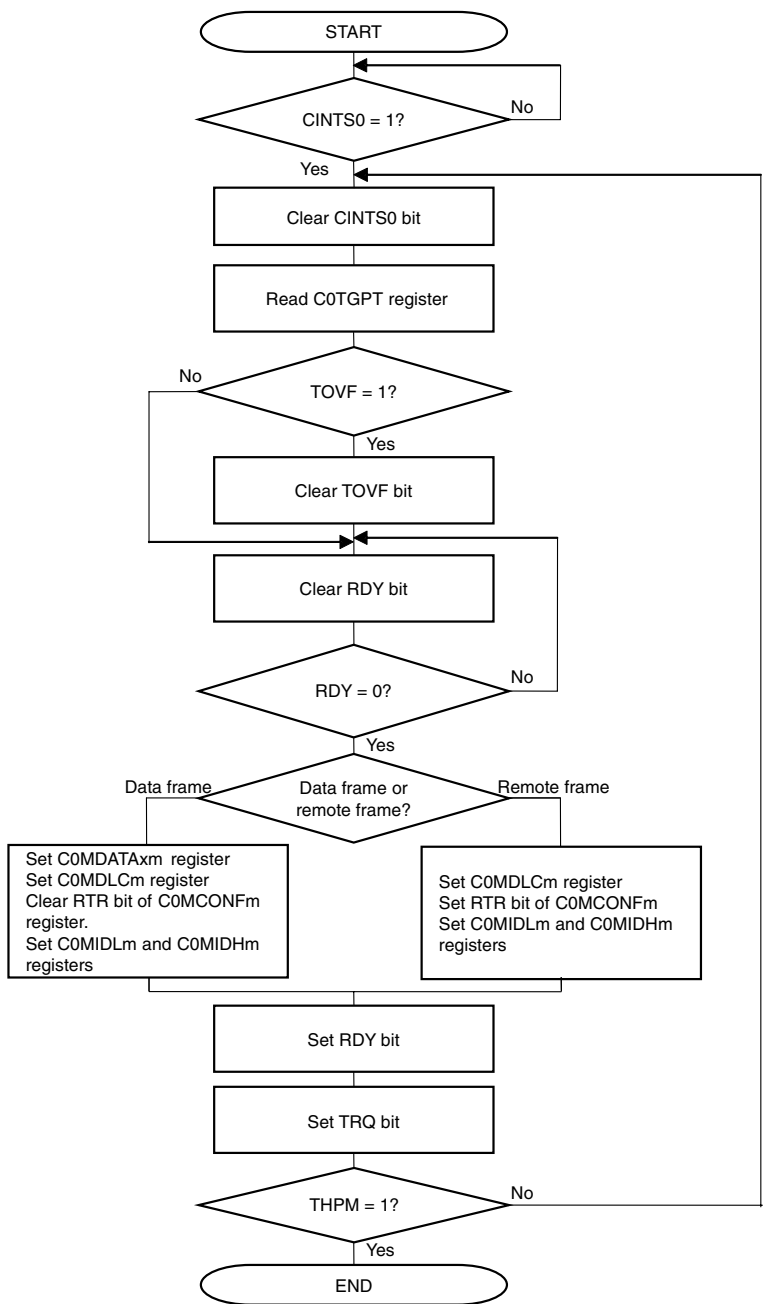 START
No
CINTS0 = 1?
Yes
Clear CINTS0 bit
Read C0TGPT register
No
TOVF = 1?
Yes
Clear TOVF bit
Clear RDY bit
No
RDY = 0?
Yes
Data frame
Data frame or
remote frame?
Remote frame
Set C0MDATAxm register
Set C0MDLCm register
Clear RTR bit of C0MCONFm
register.
Set C0MIDLm and C0MIDHm
registers
Set C0MDLCm register
Set RTR bit of C0MCONFm
Set C0MIDLm and C0MIDHm
registers
Set RDY bit
Set TRQ bit
No
THPM = 1?
Yes
END